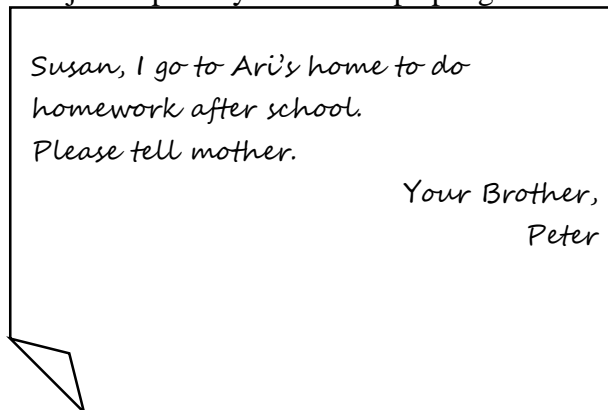 Susan, I go to Ari's home to do
homework after school.
Please tell mother.
Your Brother,
Peter